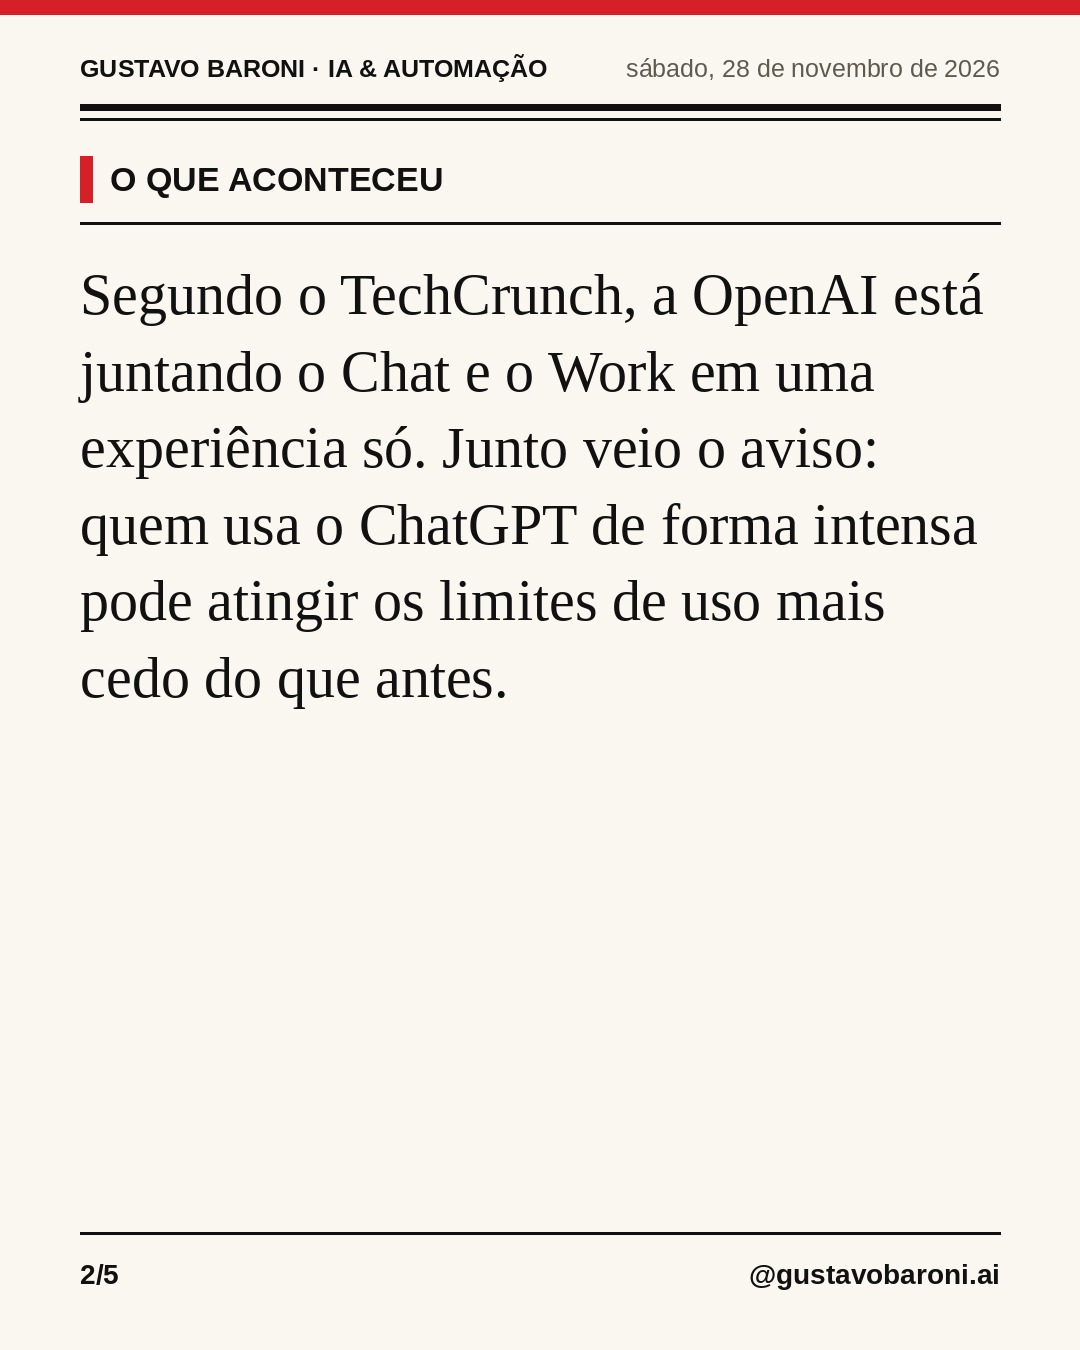 GUSTAVO BARONI · IA & AUTOMAÇÃO
sábado, 28 de novembro de 2026
O QUE ACONTECEU
Segundo o TechCrunch, a OpenAI está
juntando o Chat e o Work em uma
experiência só. Junto veio o aviso:
quem usa o ChatGPT de forma intensa
pode atingir os limites de uso mais
cedo do que antes.
2/5
@gustavobaroni.ai